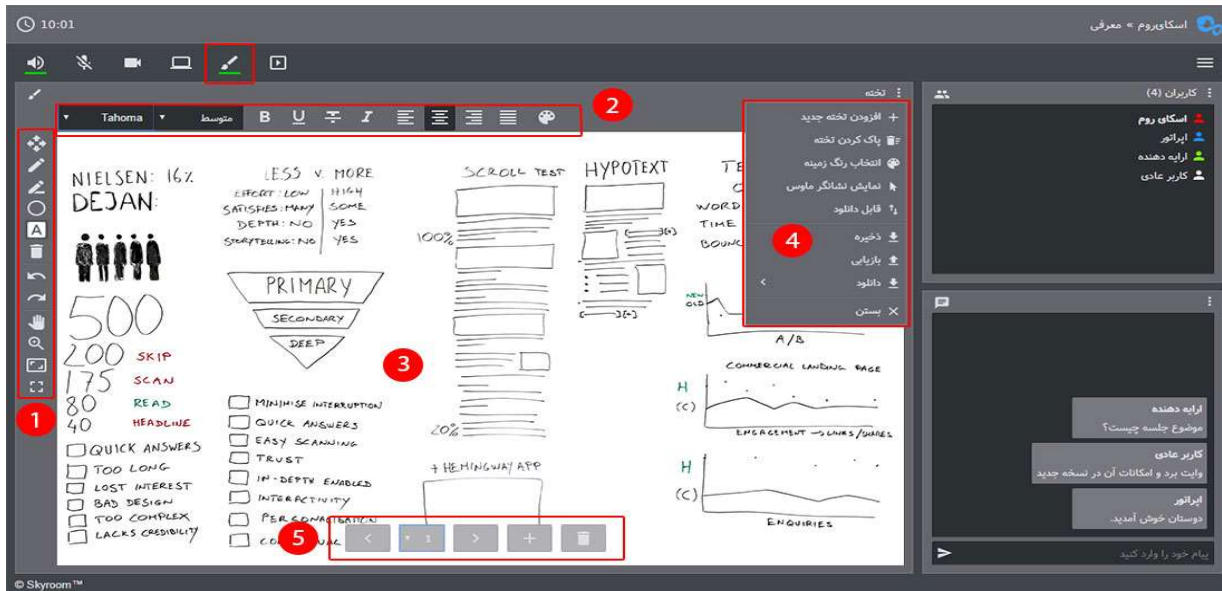 10:01
اسکای‌روم » معرفی
تخته
Tahoma
متوسط
B U T I
2
1
A
NIELSEN: 16%
DEJAN:
500
200 SKIP
175 SCAN
80 READ
40 HEADLINE
QUICK ANSWERS
TOO LONG
LOST INTEREST
BAD DESIGN
TOO COMPLEX
LACKS CREDIBILITY
LESS V. MORE
EFFORT: LOW HIGH
SATISFIES: MANY SOME
DEPTH: NO YES
STORYTELLING: NO YES
PRIMARY
SECONDARY
DEEP
3
MINIMISE INTERRUPTION
QUICK ANSWERS
EASY SCANNING
TRUST
IN-DEPTH ENABLED
INTERACTIVITY
PERSONALISATION
SCROLL TEST
100%
20%
+ HEMINGWAY APP
HYPOTEXT
WORD
TIME
BOUNC
NEW
OLD
A/B
COMMERCIAL LANDING PAGE
H
(C)
ENGAGEMENT → LINKS/SHARES
H
(C)
ENQUIRIES
5
< 1 > +
افزودن تخته جدید
پاک کردن تخته
انتخاب رنگ زمینه
نمایش نشانگر ماوس
قابل دانلود
4
ذخیره
بازیابی
دانلود
بستن
کاربران (4)
اسکای روم
اپراتور
ارایه دهنده
کاربر عادی
ارایه دهنده
موضوع جلسه چیست؟
کاربر عادی
وایت برد و امکانات آن در نسخه جدید
اپراتور
دوستان خوش آمدید.
پیام خود را وارد کنید
© Skyroom™